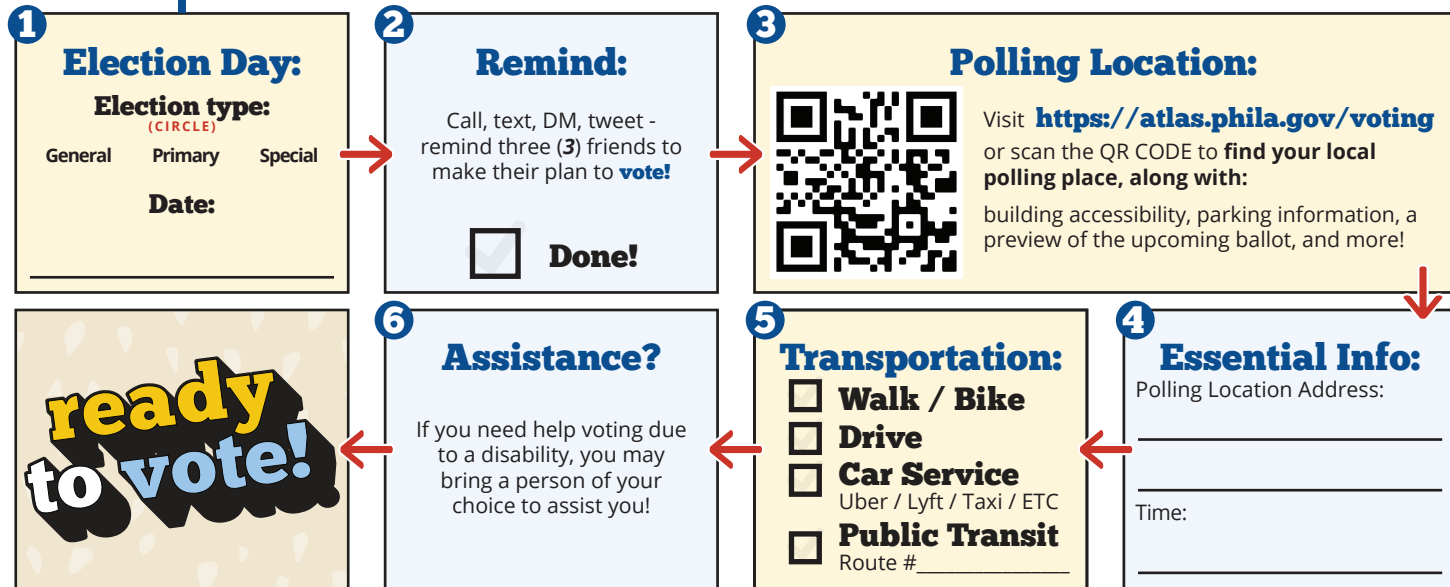 1
Election Day:
Election type:
(CIRCLE)
General Primary Special
Date:
2
Remind:
Call, text, DM, tweet -
remind three (3) friends to
make their plan to vote!
Done!
3
Polling Location:
Visit https://atlas.phila.gov/voting
or scan the QR CODE to find your local
polling place, along with:
building accessibility, parking information, a
preview of the upcoming ballot, and more!
4
Essential Info:
Polling Location Address:
Time:
5
Transportation:
Walk / Bike
Drive
Car Service
Uber / Lyft / Taxi / ETC
Public Transit
Route #_______________
6
Assistance?
If you need help voting due
to a disability, you may
bring a person of your
choice to assist you!
ready
to vote!